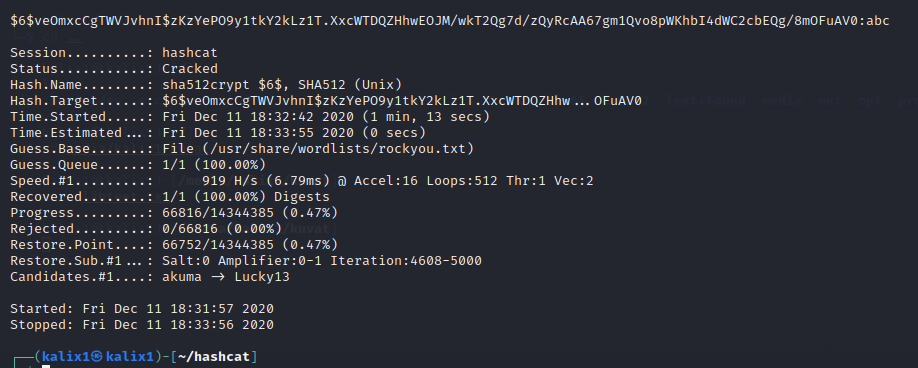 $6$veOmxcCgTWVJvhnI$zKzYePO9y1tkY2kLz1T.XxcWTDQZHhwEOJM/wkT2Qg7d/zQyRcAA67gm1Qvo8pWKhbI4dWC2cbEQg/8mOFuAV0:abc
Session..........: hashcat
Status...........: Cracked
Hash.Name........: sha512crypt $6$, SHA512 (Unix)
Hash.Target......: $6$veOmxcCgTWVJvhnI$zKzYePO9y1tkY2kLz1T.XxcWTDQZHhw...OFuAV0
Time.Started.....: Fri Dec 11 18:32:42 2020 (1 min, 13 secs)
Time.Estimated...: Fri Dec 11 18:33:55 2020 (0 secs)
Guess.Base.......: File (/usr/share/wordlists/rockyou.txt)
Guess.Queue......: 1/1 (100.00%)
Speed.#1.........:      919 H/s (6.79ms) @ Accel:16 Loops:512 Thr:1 Vec:2
Recovered........: 1/1 (100.00%) Digests
Progress.........: 66816/14344385 (0.47%)
Rejected.........: 0/66816 (0.00%)
Restore.Point....: 66752/14344385 (0.47%)
Restore.Sub.#1...: Salt:0 Amplifier:0-1 Iteration:4608-5000
Candidates.#1....: akuma -> Lucky13
Started: Fri Dec 11 18:31:57 2020
Stopped: Fri Dec 11 18:33:56 2020
┌──(kalix1㉿kalix1)-[~/hashcat]